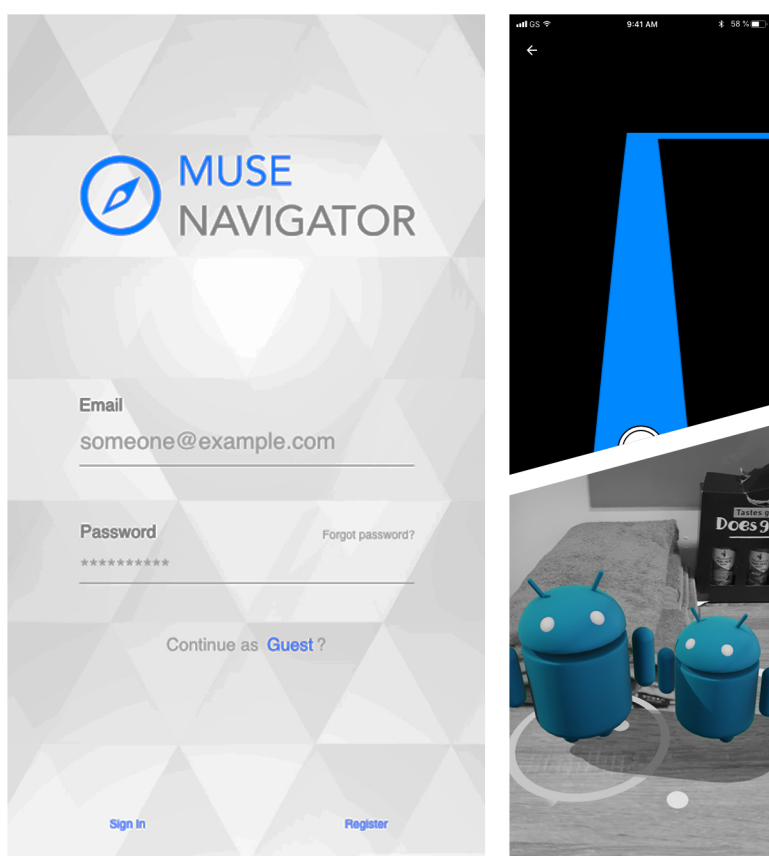 MUSE
NAVIGATOR
Email
someone@example.com
Password
Forgot password?
**********
Continue as Guest ?
Sign In
Register
GS
9:41 AM
58 %
Tastes g
Does g